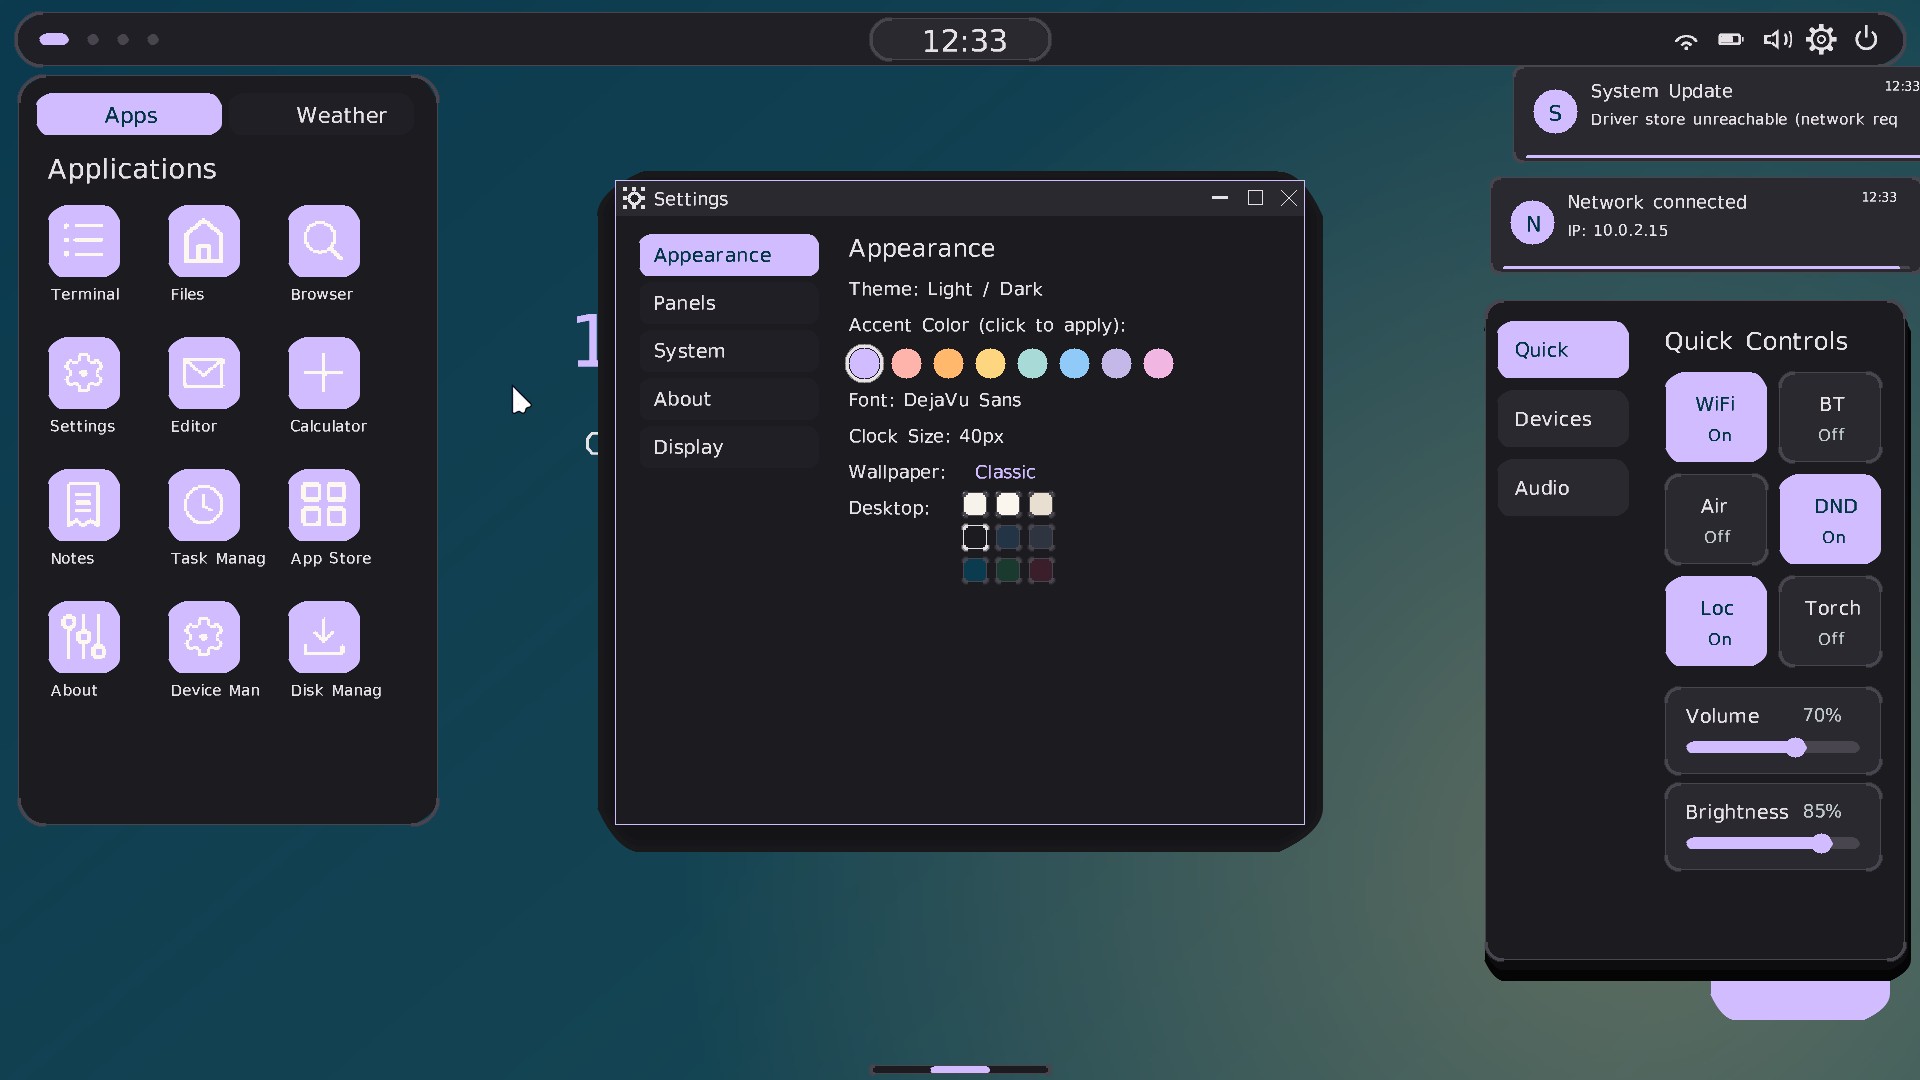 12:33
Apps
Weather
Applications
Terminal
Files
Browser
Settings
Editor
Calculator
Notes
Task Manag
App Store
About
Device Man
Disk Manag
1
Settings
Appearance
Panels
System
About
Display
Appearance
Theme: Light / Dark
Accent Color (click to apply):
Font: DejaVu Sans
Clock Size: 40px
Wallpaper: Classic
Desktop:
S
System Update
12:33
Driver store unreachable (network req
N
Network connected
12:33
IP: 10.0.2.15
Quick
Devices
Audio
Quick Controls
WiFi
On
BT
Off
Air
Off
DND
On
Loc
On
Torch
Off
Volume 70%
Brightness 85%